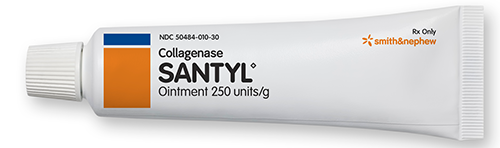 NDC 50484-010-30
Collagenase
SANTYL◊
Ointment 250 units/g
Rx Only
smith&nephew